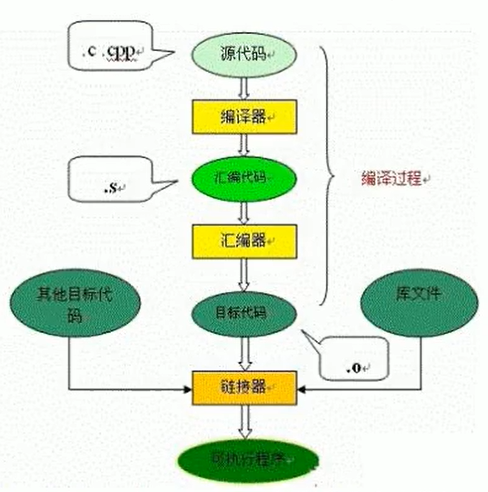 .c .cpp
源代码
编译器
汇编代码
.s
编译过程
汇编器
其他目标代
码
目标代码
库文件
.o
链接器
可执行程序